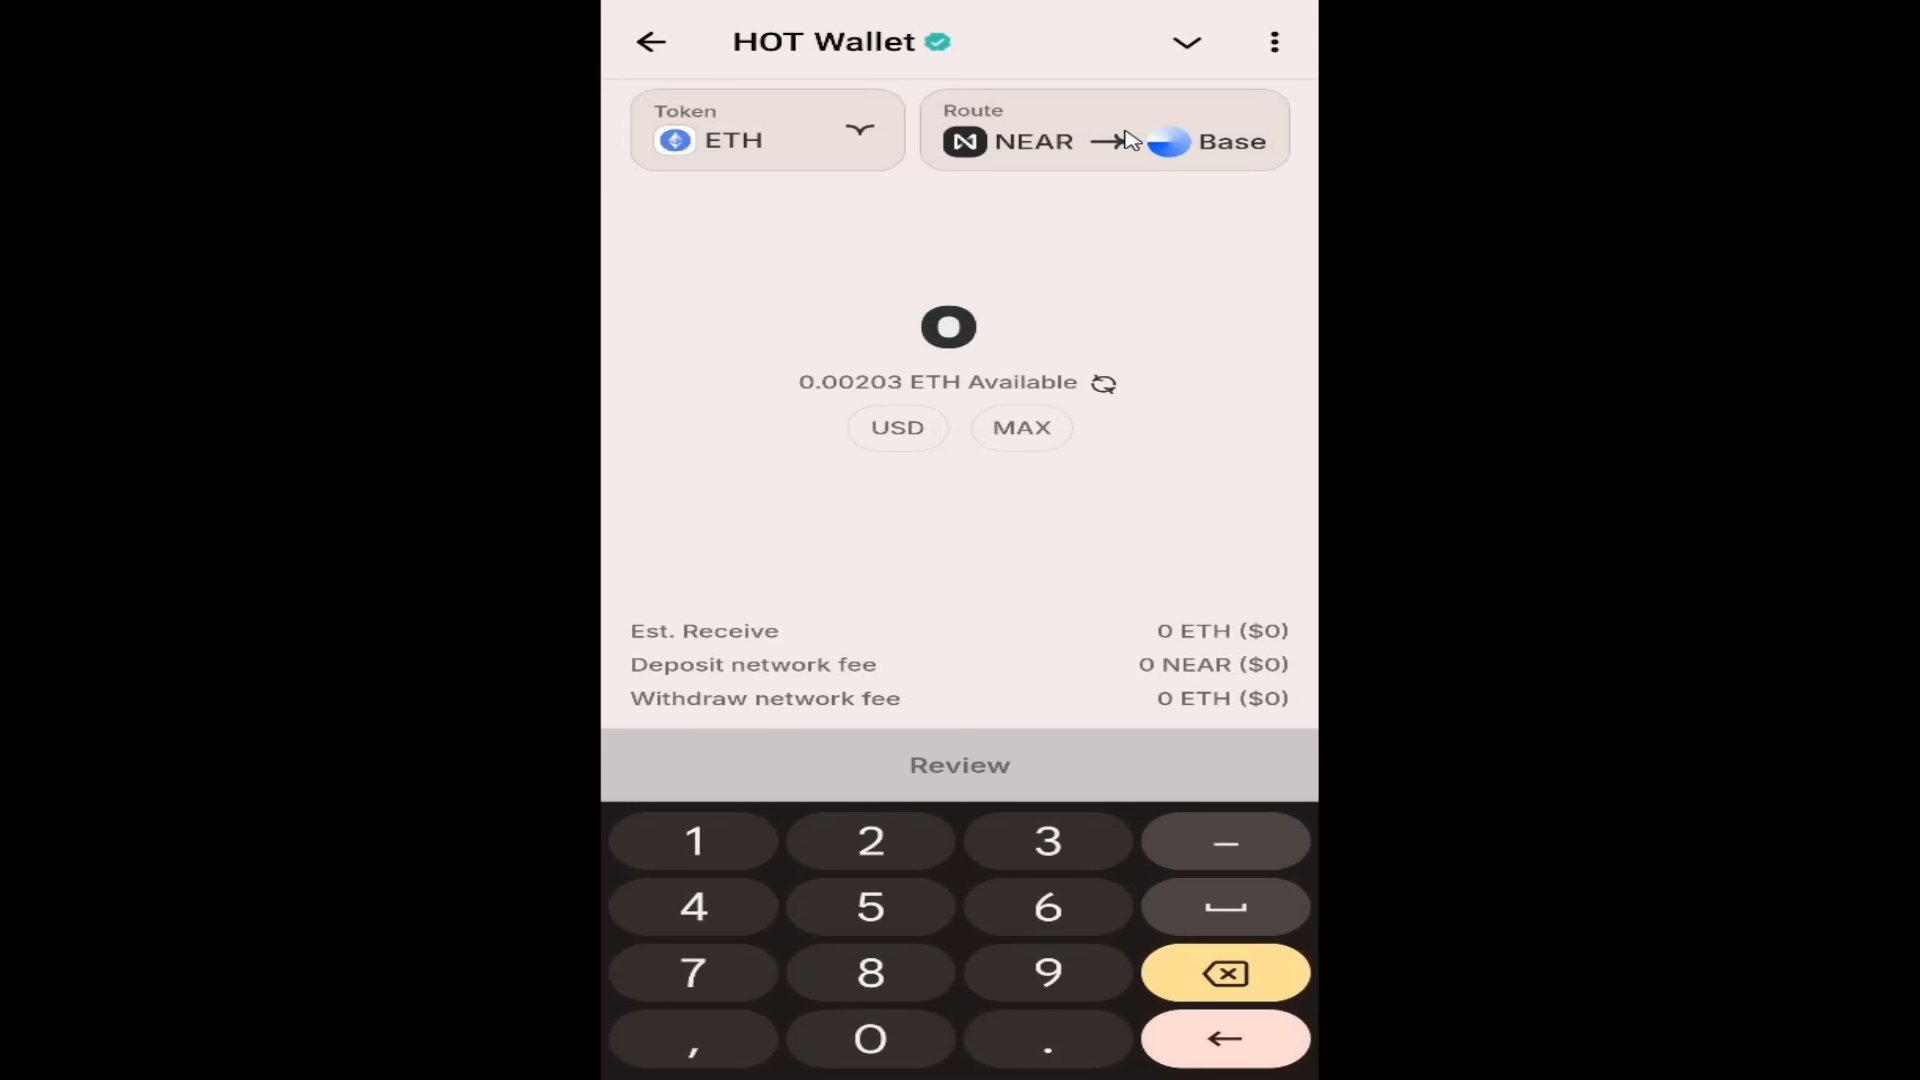 HOT Wallet
Token
ETH
Route
NEAR Base
0
0.00203 ETH Available
USD MAX
Est. Receive 0 ETH ($0)
Deposit network fee 0 NEAR ($0)
Withdraw network fee 0 ETH ($0)
Review
1 2 3 –
4 5 6
7 8 9
, 0 .